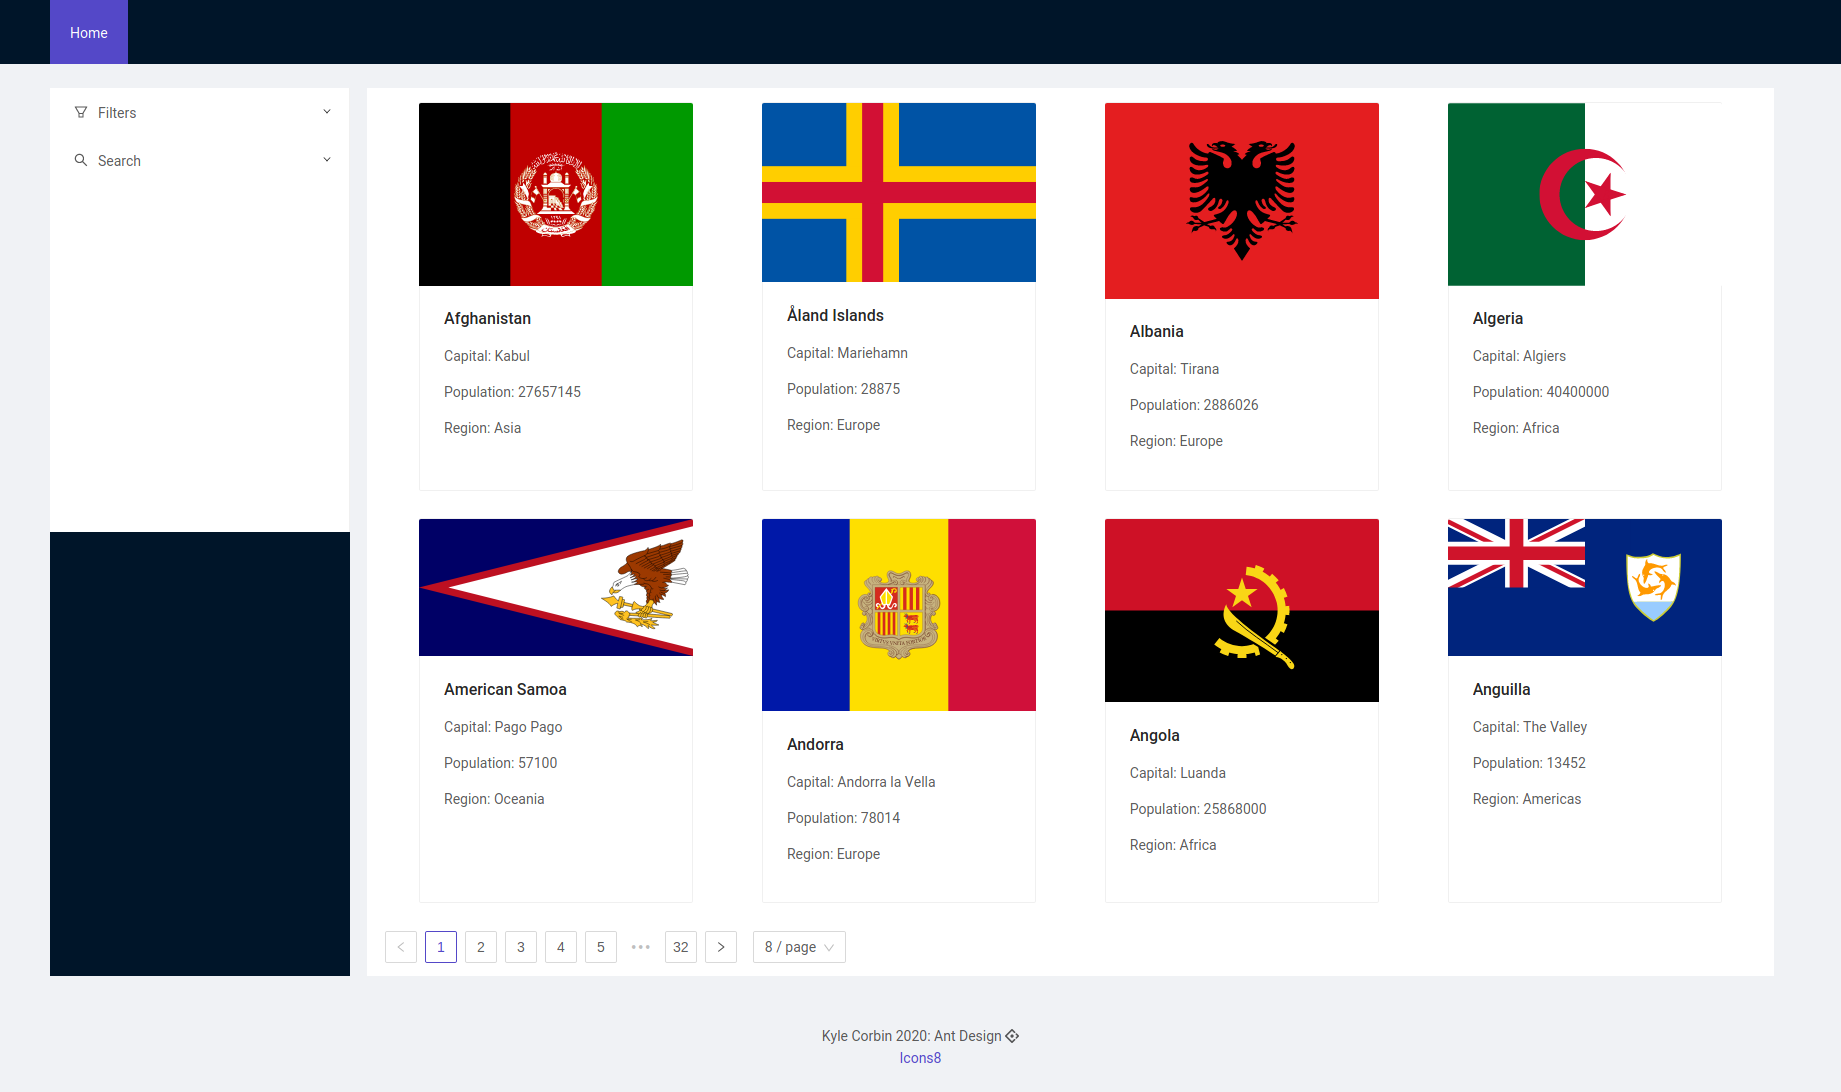 Home
Filters
Search
Afghanistan
Capital: Kabul
Population: 27657145
Region: Asia
Åland Islands
Capital: Mariehamn
Population: 28875
Region: Europe
Albania
Capital: Tirana
Population: 2886026
Region: Europe
Algeria
Capital: Algiers
Population: 40400000
Region: Africa
American Samoa
Capital: Pago Pago
Population: 57100
Region: Oceania
Andorra
Capital: Andorra la Vella
Population: 78014
Region: Europe
Angola
Capital: Luanda
Population: 25868000
Region: Africa
Anguilla
Capital: The Valley
Population: 13452
Region: Americas
1 2 3 4 5 ••• 32 8 / page
Kyle Corbin 2020: Ant Design
Icons8